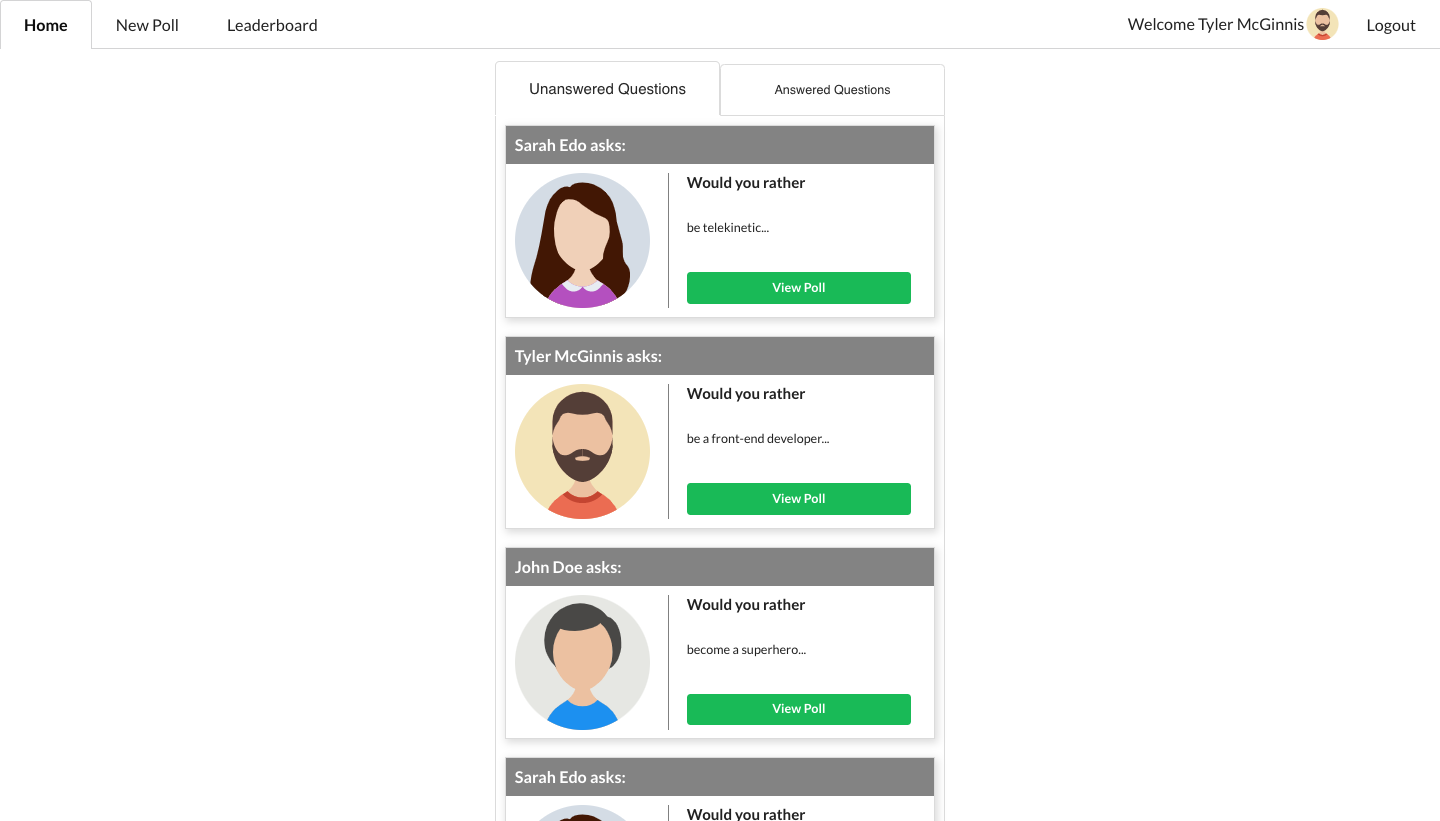 Home New Poll Leaderboard Welcome Tyler McGinnis Logout
Unanswered Questions Answered Questions
Sarah Edo asks:
Would you rather
be telekinetic...
View Poll
Tyler McGinnis asks:
Would you rather
be a front-end developer...
View Poll
John Doe asks:
Would you rather
become a superhero...
View Poll
Sarah Edo asks:
Would you rather